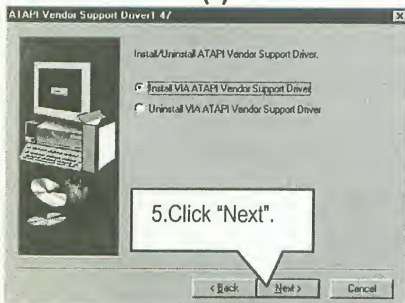 ATAPI Vendor Support Driver1.47
Install/Uninstall ATAPI Vendor Support Driver.
Install VIA ATAPI Vendor Support Driver
Uninstall VIA ATAPI Vendor Support Driver
5.Click “Next”.
< Back
Next >
Cancel